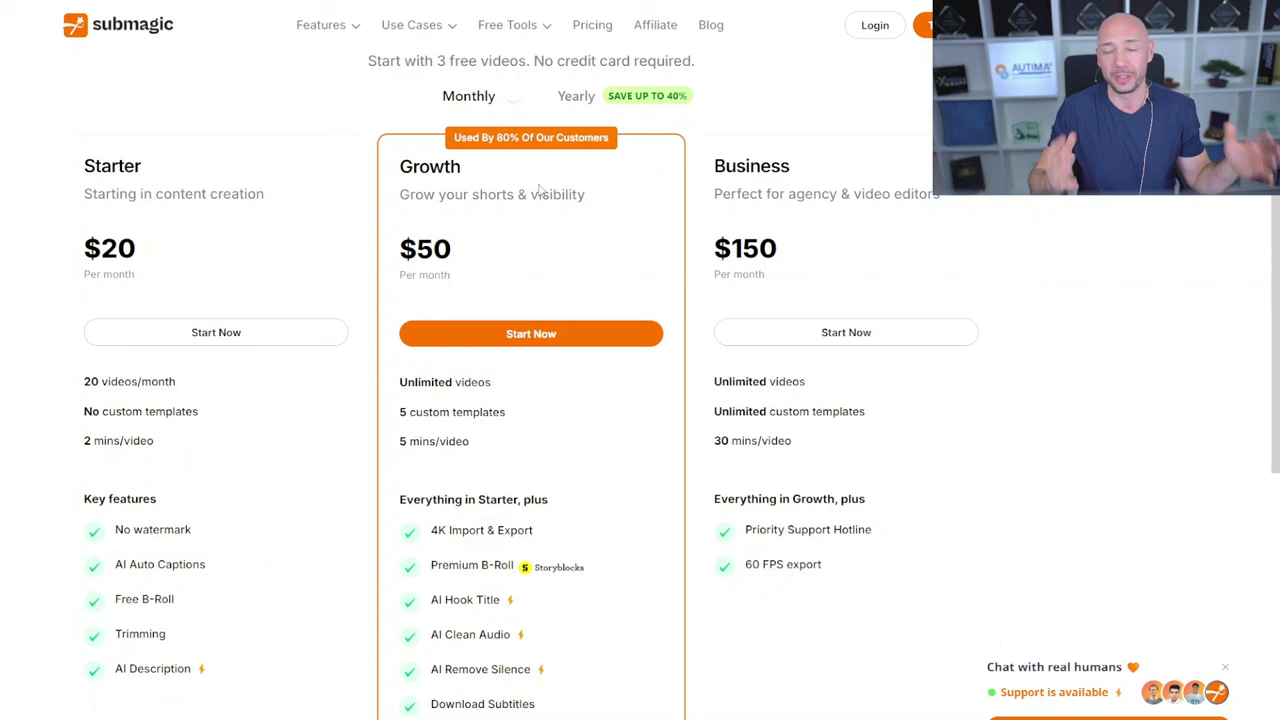 submagic
Features
Use Cases
Free Tools
Pricing
Affiliate
Blog
Login
AUTIMA
Start with 3 free videos. No credit card required.
Monthly
Yearly
SAVE UP TO 40%
Used By 80% Of Our Customers
Starter
Starting in content creation
$20
Per month
Start Now
20 videos/month
No custom templates
2 mins/video
Key features
No watermark
AI Auto Captions
Free B-Roll
Trimming
AI Description
Growth
Grow your shorts & visibility
$50
Per month
Start Now
Unlimited videos
5 custom templates
5 mins/video
Everything in Starter, plus
4K Import & Export
Premium B-Roll S Storyblocks
AI Hook Title
AI Clean Audio
AI Remove Silence
Download Subtitles
Business
Perfect for agency & video editors
$150
Per month
Start Now
Unlimited videos
Unlimited custom templates
30 mins/video
Everything in Growth, plus
Priority Support Hotline
60 FPS export
Chat with real humans
Support is available